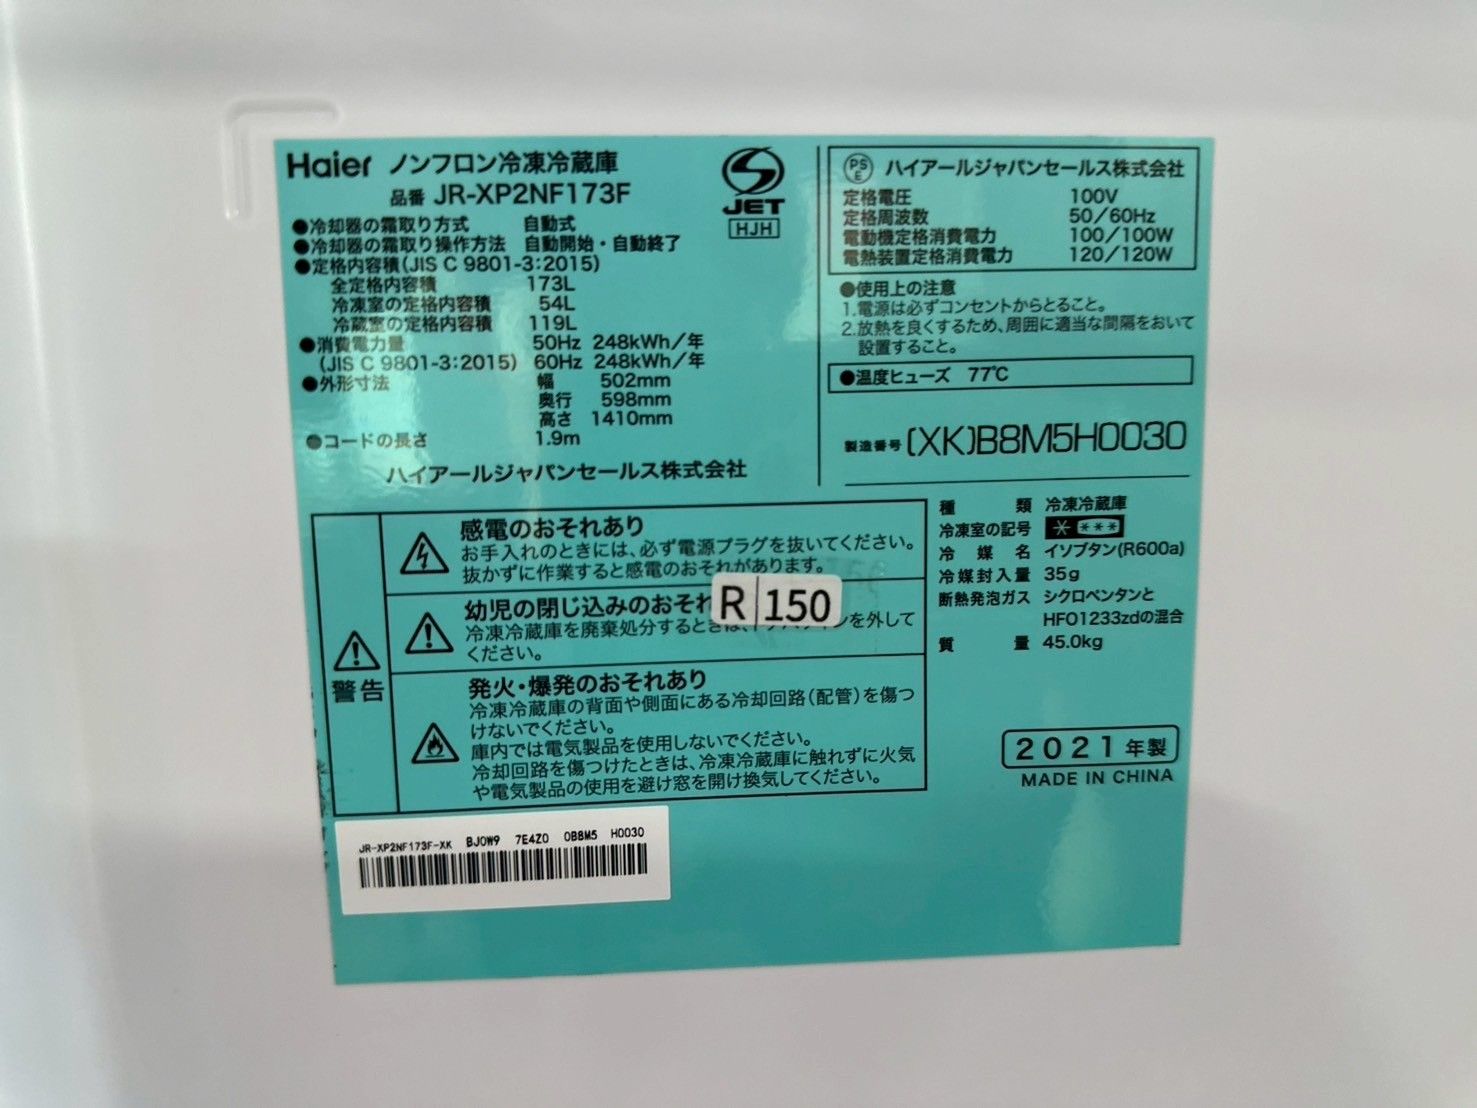 Haier ノンフロン冷凍冷蔵庫
品番 JR-XP2NF173F
●冷却器の霜取り方式 自動式
●冷却器の霜取り操作方法 自動開始・自動終了
●定格内容積(JIS C 9801-3:2015)
全定格内容積 173L
冷凍室の定格内容積 54L
冷蔵室の定格内容積 119L
●消費電力量 50Hz 248kWh/年
(JIS C 9801-3:2015) 60Hz 248kWh/年
●外形寸法 幅 502mm
奥行 598mm
高さ 1410mm
●コードの長さ 1.9m
ハイアールジャパンセールス株式会社
JET
HJH
PSE ハイアールジャパンセールス株式会社
定格電圧 100V
定格周波数 50/60Hz
電動機定格消費電力 100/100W
電熱装置定格消費電力 120/120W
●使用上の注意
1.電源は必ずコンセントからとること。
2.放熱を良くするため、周囲に適当な間隔をおいて
設置すること。
●温度ヒューズ 77℃
製造番号 (XK)B8M5H0030
警告
感電のおそれあり
お手入れのときには、必ず電源プラグを抜いてください。
抜かずに作業すると感電のおそれがあります。
幼児の閉じ込みのおそれ
冷凍冷蔵庫を廃棄処分するときは、ドアパッキンを外して
ください。
R 150
発火・爆発のおそれあり
冷凍冷蔵庫の背面や側面にある冷却回路(配管)を傷つ
けないでください。
庫内では電気製品を使用しないでください。
冷却回路を傷つけたときは、冷凍冷蔵庫に触れずに火気
や電気製品の使用を避け窓を開け換気してください。
種類 冷凍冷蔵庫
冷凍室の記号 * ***
冷媒名 イソブタン(R600a)
冷媒封入量 35g
断熱発泡ガス シクロペンタンと
HFO1233zdの混合
質量 45.0kg
2021年製
MADE IN CHINA
JR-XP2NF173F-XK BJ0W9 7E4Z0 0B8M5 H0030